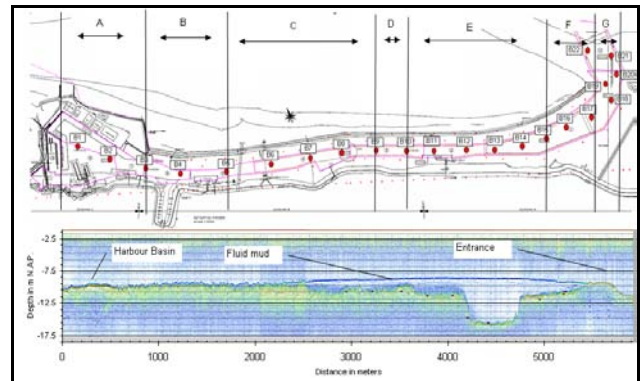 A B C D E F G
B22
B21
B20
B19
B18
B17
B1
B2
B3
B4
B5
B6
B7
B8
B9
B10
B11
B12
B13
B14
B15
B16
Depth in m N.A.P.
-2.5
-7.5
-12.5
-17.5
Harbour Basin
Fluid mud
Entrance
0 1000 2000 3000 4000 5000
Distance in meters